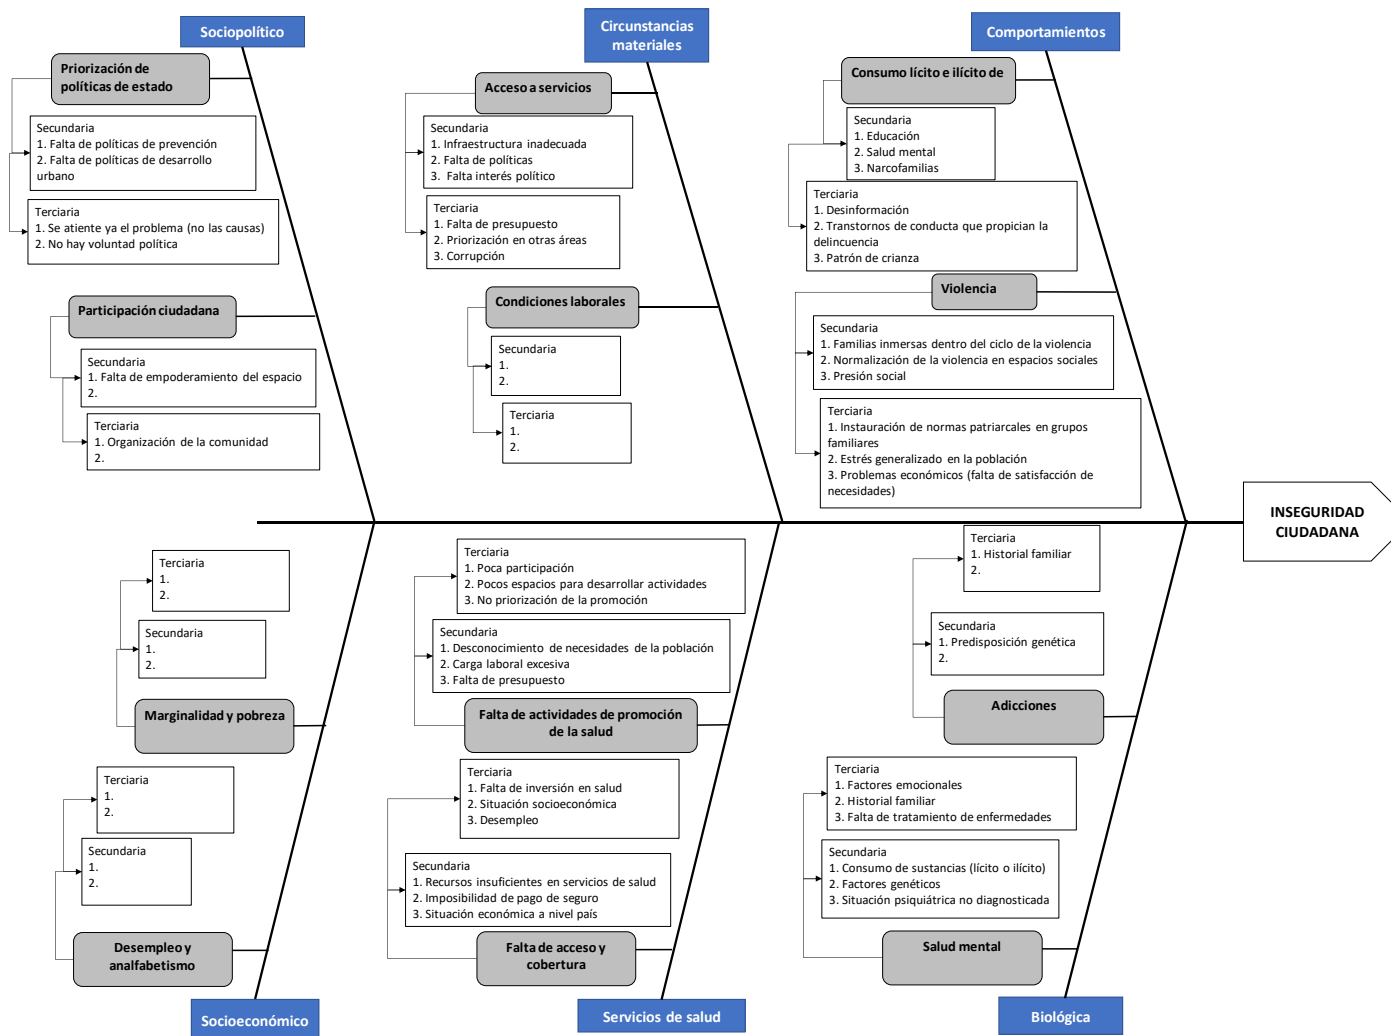 Sociopolítico
Priorización de
políticas de estado
Secundaria
1. Falta de políticas de prevención
2. Falta de políticas de desarrollo
urbano
Terciaria
1. Se atiente ya el problema (no las causas)
2. No hay voluntad política
Participación ciudadana
Secundaria
1. Falta de empoderamiento del espacio
2.
Terciaria
1. Organización de la comunidad
2.
Circunstancias
materiales
Acceso a servicios
Secundaria
1. Infraestructura inadecuada
2. Falta de políticas
3. Falta interés político
Terciaria
1. Falta de presupuesto
2. Priorización en otras áreas
3. Corrupción
Condiciones laborales
Secundaria
1.
2.
Terciaria
1.
2.
Comportamientos
Consumo lícito e ilícito de
Secundaria
1. Educación
2. Salud mental
3. Narcofamilias
Terciaria
1. Desinformación
2. Transtornos de conducta que propician la
delincuencia
3. Patrón de crianza
Violencia
Secundaria
1. Familias inmersas dentro del ciclo de la violencia
2. Normalización de la violencia en espacios sociales
3. Presión social
Terciaria
1. Instauración de normas patriarcales en grupos
familiares
2. Estrés generalizado en la población
3. Problemas económicos (falta de satisfacción de
necesidades)
INSEGURIDAD
CIUDADANA
Terciaria
1.
2.
Secundaria
1.
2.
Marginalidad y pobreza
Terciaria
1.
2.
Secundaria
1.
2.
Desempleo y
analfabetismo
Socioeconómico
Terciaria
1. Poca participación
2. Pocos espacios para desarrollar actividades
3. No priorización de la promoción
Secundaria
1. Desconocimiento de necesidades de la población
2. Carga laboral excesiva
3. Falta de presupuesto
Falta de actividades de promoción
de la salud
Terciaria
1. Falta de inversión en salud
2. Situación socioeconómica
3. Desempleo
Secundaria
1. Recursos insuficientes en servicios de salud
2. Imposibilidad de pago de seguro
3. Situación económica a nivel país
Falta de acceso y
cobertura
Servicios de salud
Terciaria
1. Historial familiar
2.
Secundaria
1. Predisposición genética
2.
Adicciones
Terciaria
1. Factores emocionales
2. Historial familiar
3. Falta de tratamiento de enfermedades
Secundaria
1. Consumo de sustancias (lícito o ilícito)
2. Factores genéticos
3. Situación psiquiátrica no diagnosticada
Salud mental
Biológica